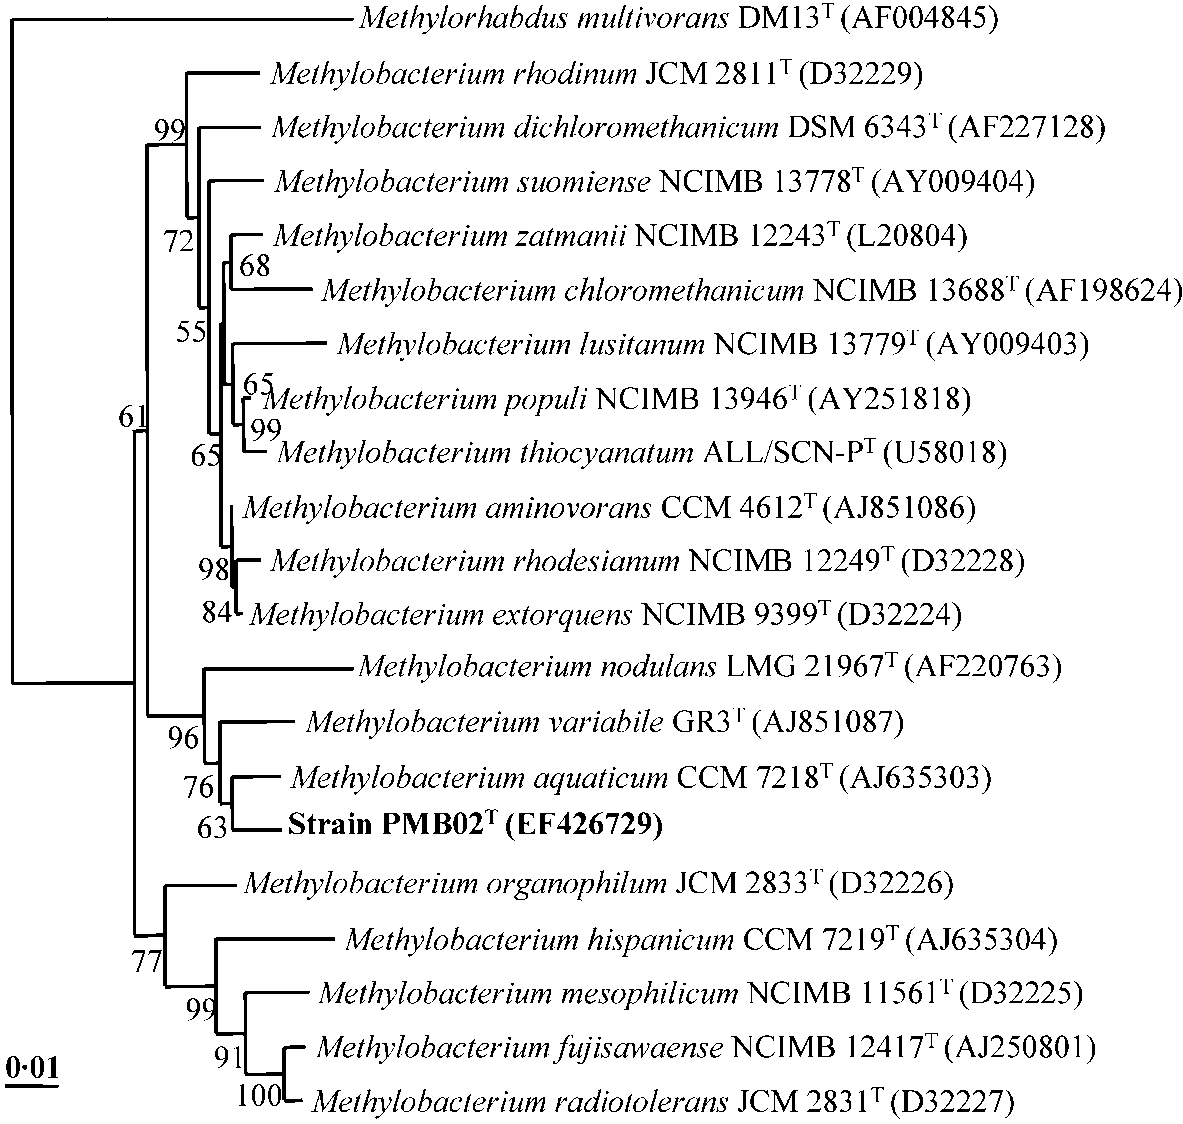 Methylorhabdus multivorans DM13ᵀ (AF004845)
Methylobacterium rhodinum JCM 2811ᵀ (D32229)
99
Methylobacterium dichloromethanicum DSM 6343ᵀ (AF227128)
Methylobacterium suomiense NCIMB 13778ᵀ (AY009404)
72
Methylobacterium zatmanii NCIMB 12243ᵀ (L20804)
68
Methylobacterium chloromethanicum NCIMB 13688ᵀ (AF198624)
55
Methylobacterium lusitanum NCIMB 13779ᵀ (AY009403)
65
Methylobacterium populi NCIMB 13946ᵀ (AY251818)
61
99
Methylobacterium thiocyanatum ALL/SCN-Pᵀ (U58018)
65
Methylobacterium aminovorans CCM 4612ᵀ (AJ851086)
Methylobacterium rhodesianum NCIMB 12249ᵀ (D32228)
98
84
Methylobacterium extorquens NCIMB 9399ᵀ (D32224)
Methylobacterium nodulans LMG 21967ᵀ (AF220763)
Methylobacterium variabile GR3ᵀ (AJ851087)
96
Methylobacterium aquaticum CCM 7218ᵀ (AJ635303)
76
63
Strain PMB02ᵀ (EF426729)
Methylobacterium organophilum JCM 2833ᵀ (D32226)
Methylobacterium hispanicum CCM 7219ᵀ (AJ635304)
77
Methylobacterium mesophilicum NCIMB 11561ᵀ (D32225)
99
Methylobacterium fujisawaense NCIMB 12417ᵀ (AJ250801)
91
0·01
100
Methylobacterium radiotolerans JCM 2831ᵀ (D32227)